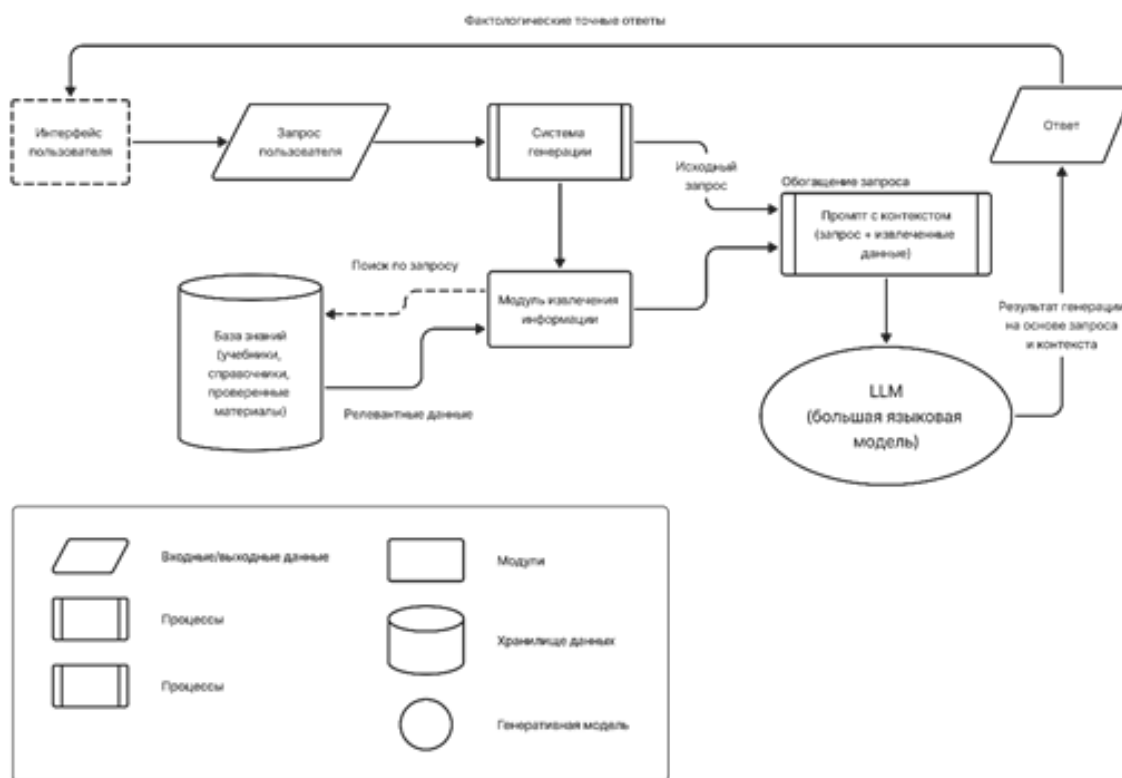 Фактологические точные ответы
Интерфейс
пользователя
Запрос
пользователя
Система
генерации
Исходный
запрос
Ответ
Обогащение запроса
Промпт с контекстом
(запрос + извлеченные
данные)
Поиск по запросу
Модуль извлечения
информации
База знаний
(учебники,
справочники,
проверенные
материалы)
Релевантные данные
Результат генерации
на основе запроса
и контекста
LLM
(большая языковая
модель)
Входные/выходные данные
Модули
Процессы
Хранилище данных
Процессы
Генеративная модель